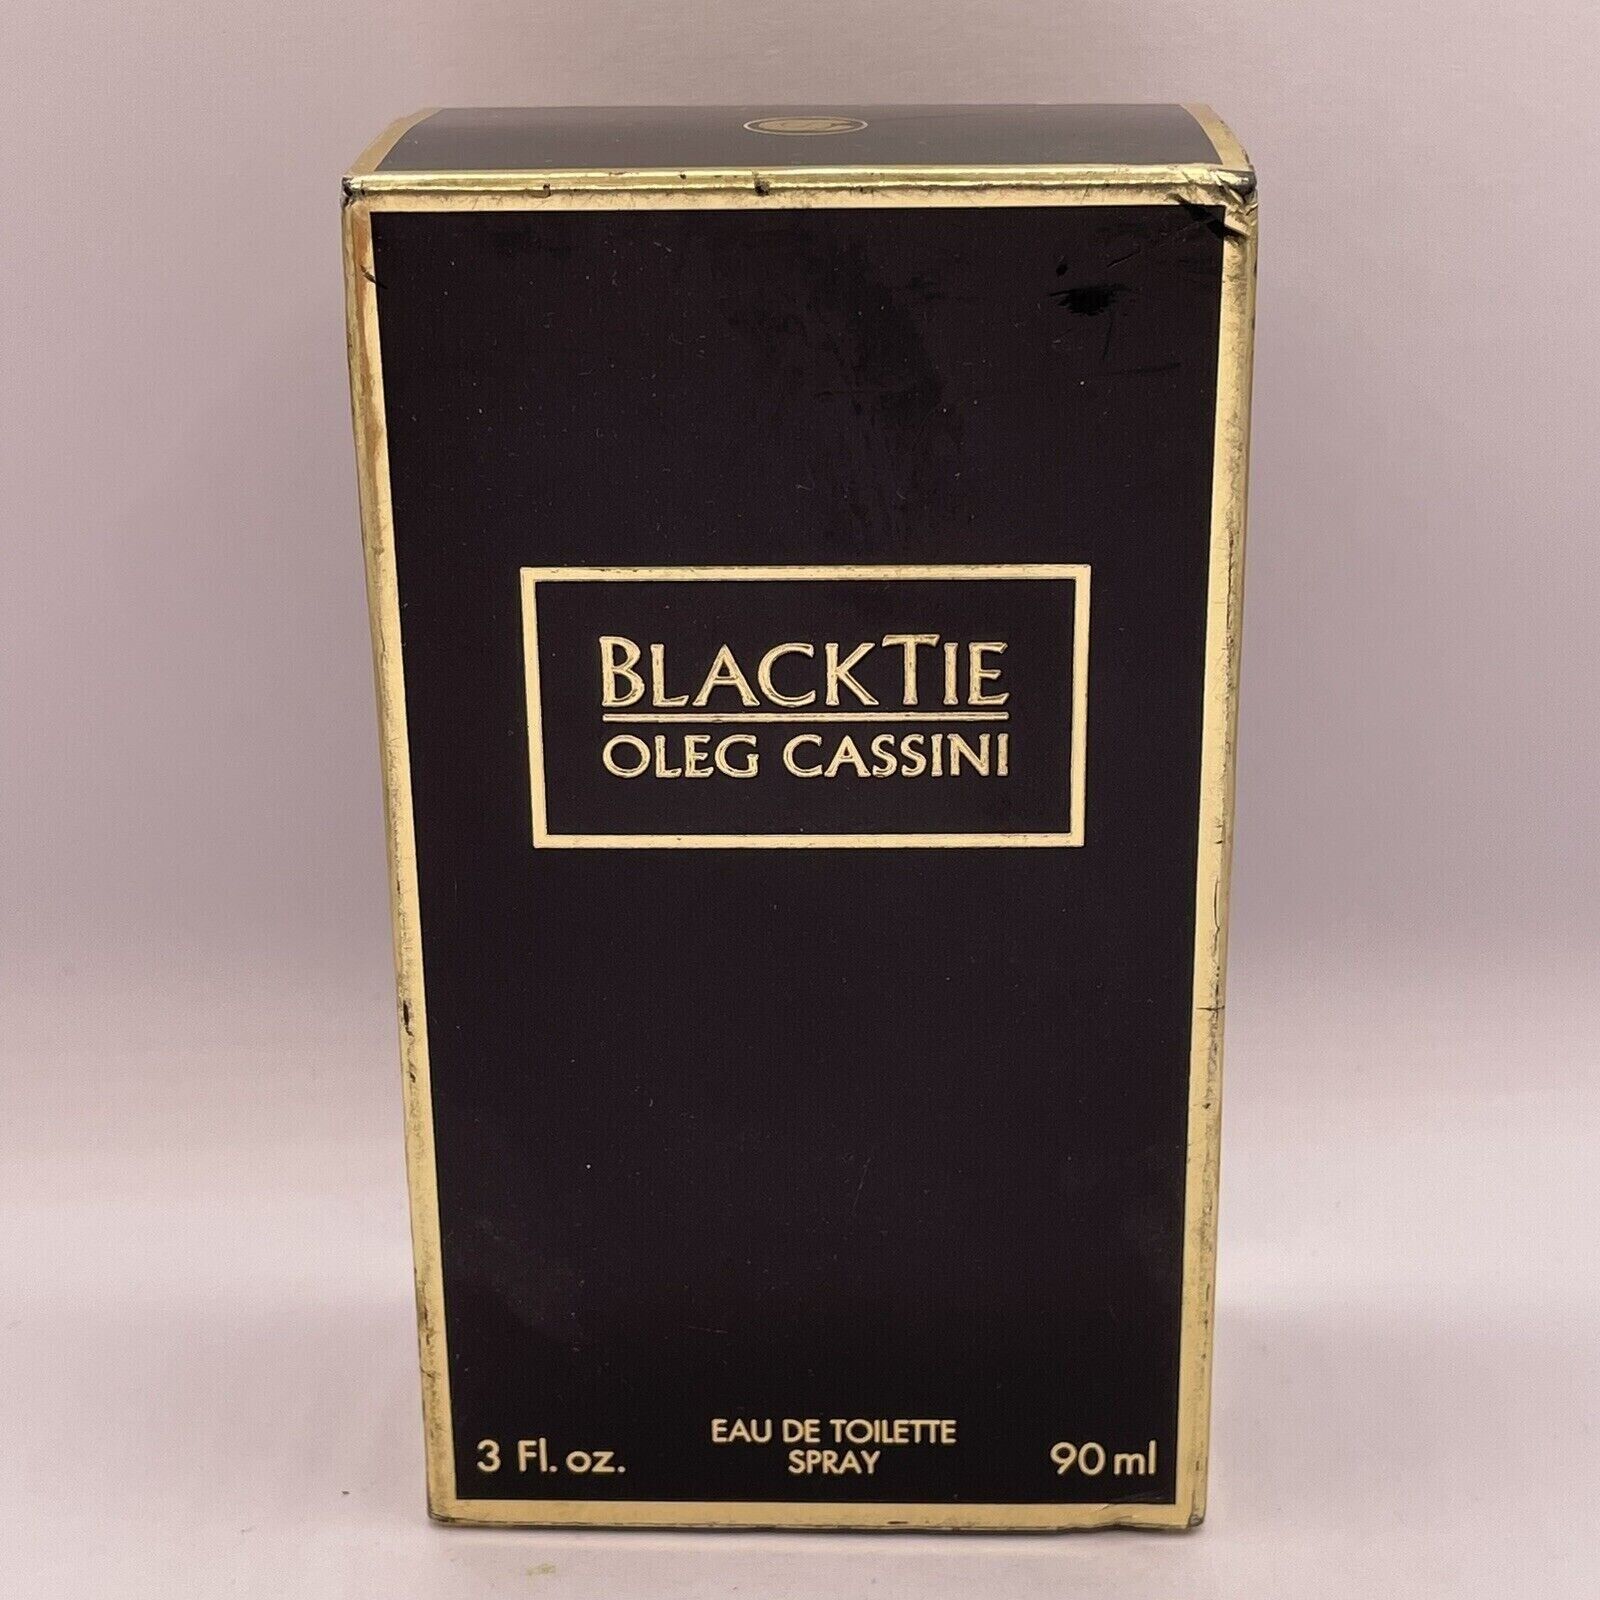 BLACKTIE
OLEG CASSINI
EAU DE TOILETTE
SPRAY
3 Fl. oz.
90 ml